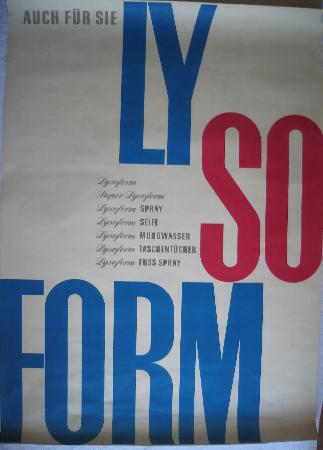 AUCH FÜR SIE
LY
SO
Lysoform
Super Lysoform
Lysoform SPRAY
Lysoform SEIFE
Lysoform MUNDWASSER
Lysoform TASCHENTÜCHER
Lysoform FUSS SPRAY
FORM